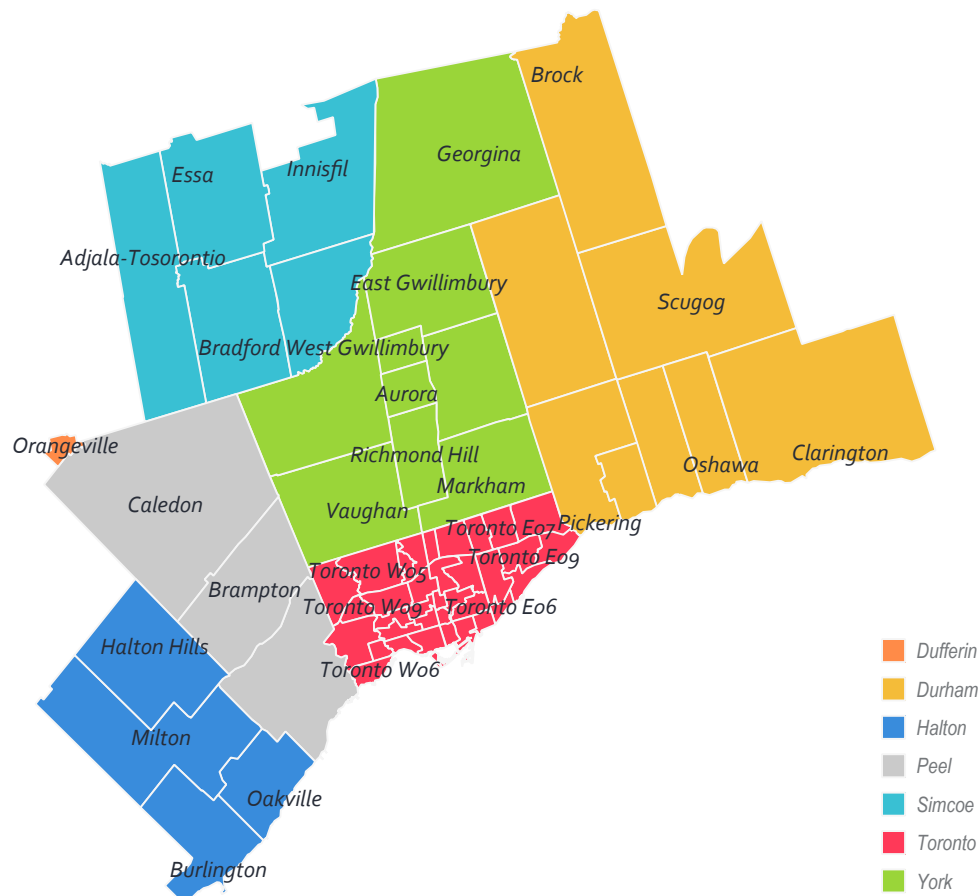 Brock
Georgina
Innisfil
Essa
Adjala-Tosorontio
East Gwillimbury
Scugog
Bradford West Gwillimbury
Aurora
Orangeville
Richmond Hill
Clarington
Oshawa
Markham
Caledon
Vaughan
Toronto E07
Pickering
Toronto E09
Toronto W05
Brampton
Toronto W09
Toronto E06
Halton Hills
Toronto W06
Milton
Oakville
Burlington
Dufferin
Durham
Halton
Peel
Simcoe
Toronto
York